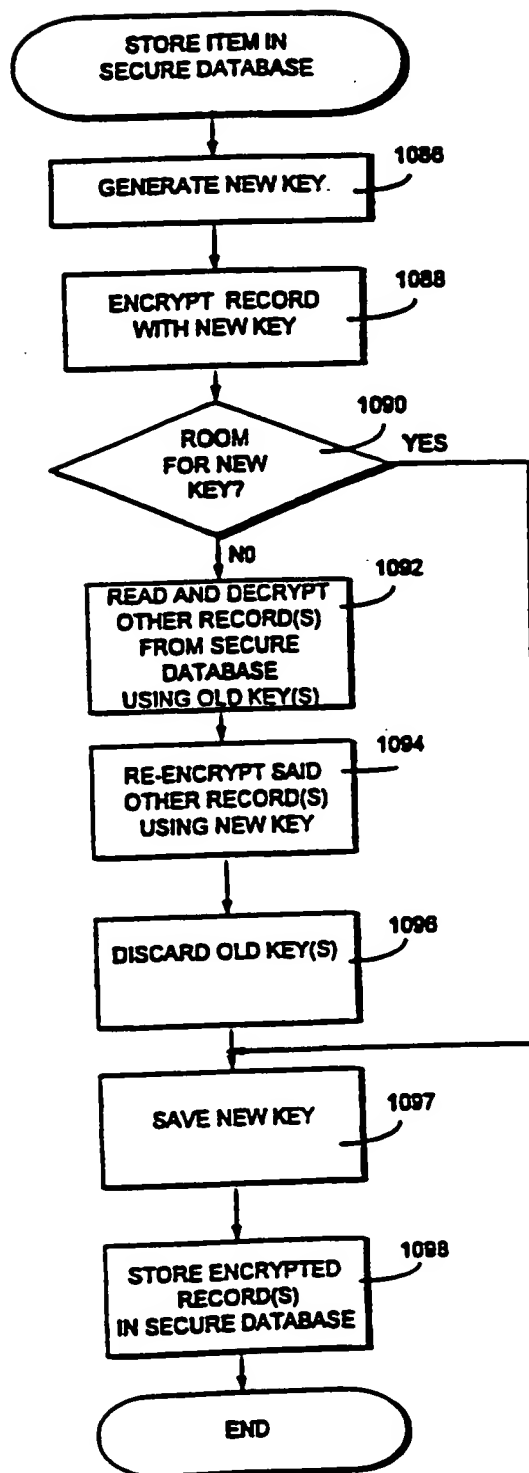 STORE ITEM IN
SECURE DATABASE
1086
GENERATE NEW KEY.
1088
ENCRYPT RECORD
WITH NEW KEY
1090
ROOM
FOR NEW
KEY?
YES
NO
1092
READ AND DECRYPT
OTHER RECORD(S)
FROM SECURE
DATABASE
USING OLD KEY(S)
1094
RE-ENCRYPT SAID
OTHER RECORD(S)
USING NEW KEY
1096
DISCARD OLD KEY(S)
SAVE NEW KEY
1097
1098
STORE ENCRYPTED
RECORD(S)
IN SECURE DATABASE
END